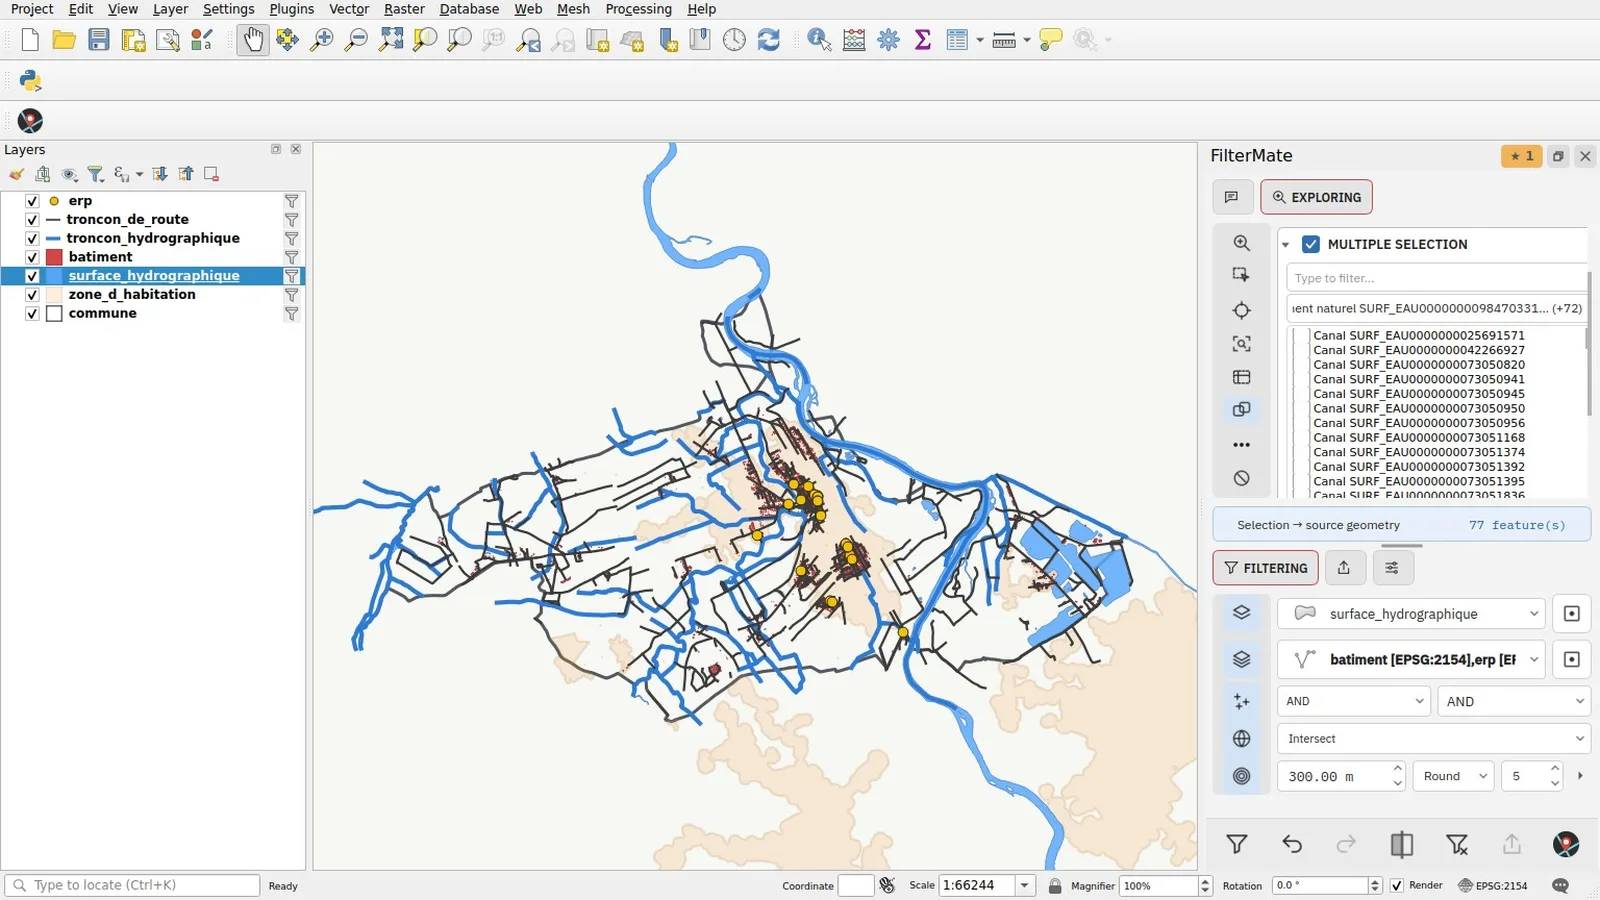 Project Edit View Layer Settings Plugins Vector Raster Database Web Mesh Processing Help
Layers
erp
troncon_de_route
troncon_hydrographique
batiment
surface_hydrographique
zone_d_habitation
commune
FilterMate
★ 1
EXPLORING
MULTIPLE SELECTION
Type to filter...
ent naturel SURF_EAU0000000098470331... (+72)
Canal SURF_EAU0000000025691571
Canal SURF_EAU0000000042266927
Canal SURF_EAU0000000073050820
Canal SURF_EAU0000000073050941
Canal SURF_EAU0000000073050945
Canal SURF_EAU0000000073050950
Canal SURF_EAU0000000073050956
Canal SURF_EAU0000000073051168
Canal SURF_EAU0000000073051374
Canal SURF_EAU0000000073051392
Canal SURF_EAU0000000073051395
Canal SURF_EAU0000000073051836
Selection → source geometry 77 feature(s)
FILTERING
surface_hydrographique
batiment [EPSG:2154],erp [EF
AND AND
Intersect
300.00 m Round 5
Type to locate (Ctrl+K) Ready Coordinate Scale 1:66244 Magnifier 100% Rotation 0.0 ° Render EPSG:2154